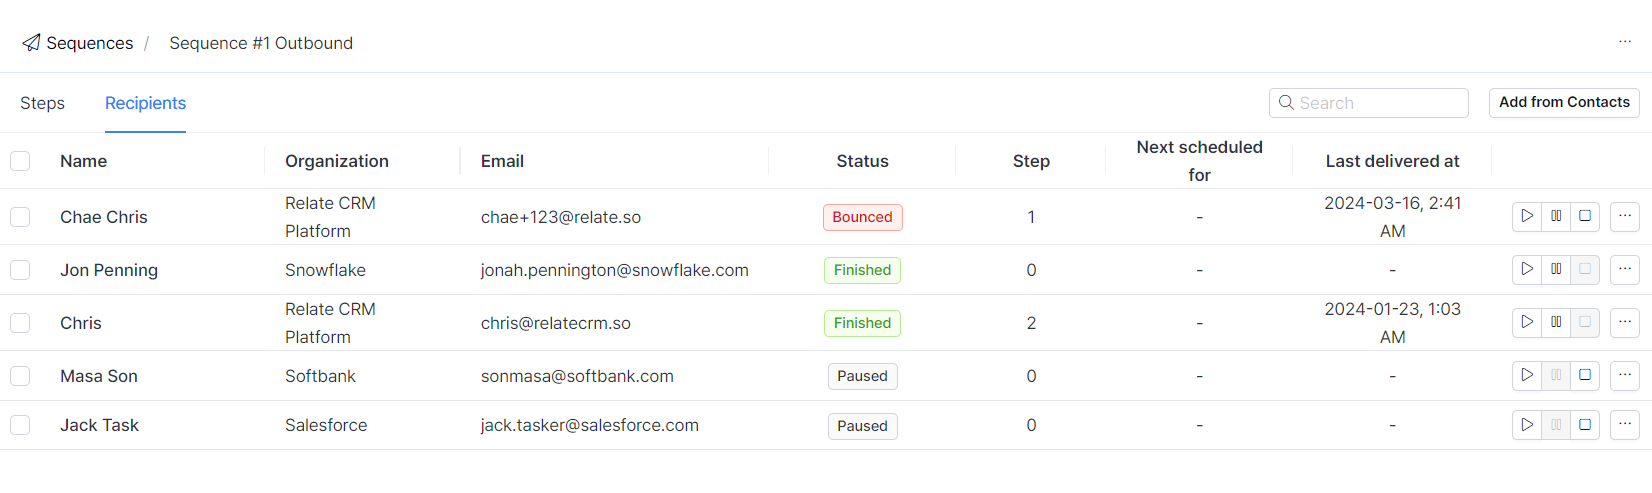 Sequences / Sequence #1 Outbound ...
Steps Recipients Search Add from Contacts
Name Organization Email Status Step Next scheduled for Last delivered at
Chae Chris Relate CRM Platform chae+123@relate.so Bounced 1 - 2024-03-16, 2:41 AM ...
Jon Penning Snowflake jonah.pennington@snowflake.com Finished 0 - - ...
Chris Relate CRM Platform chris@relatecrm.so Finished 2 - 2024-01-23, 1:03 AM ...
Masa Son Softbank sonmasa@softbank.com Paused 0 - - ...
Jack Task Salesforce jack.tasker@salesforce.com Paused 0 - - ...